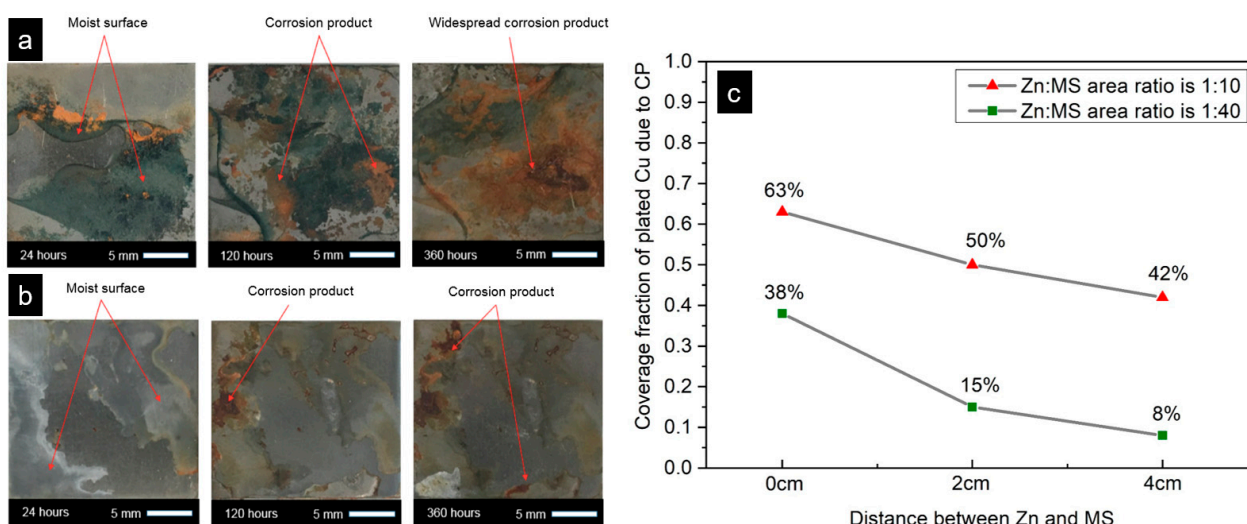 a
Moist surface
Corrosion product
Widespread corrosion product
24 hours 5 mm
120 hours 5 mm
360 hours 5 mm
b
Moist surface
Corrosion product
Corrosion product
24 hours 5 mm
120 hours 5 mm
360 hours 5 mm
c
Coverage fraction of plated Cu due to CP
1.0
0.9
0.8
0.7
0.6
0.5
0.4
0.3
0.2
0.1
0.0
Zn:MS area ratio is 1:10
Zn:MS area ratio is 1:40
63%
50%
42%
38%
15%
8%
0cm 2cm 4cm
Distance between Zn and MS